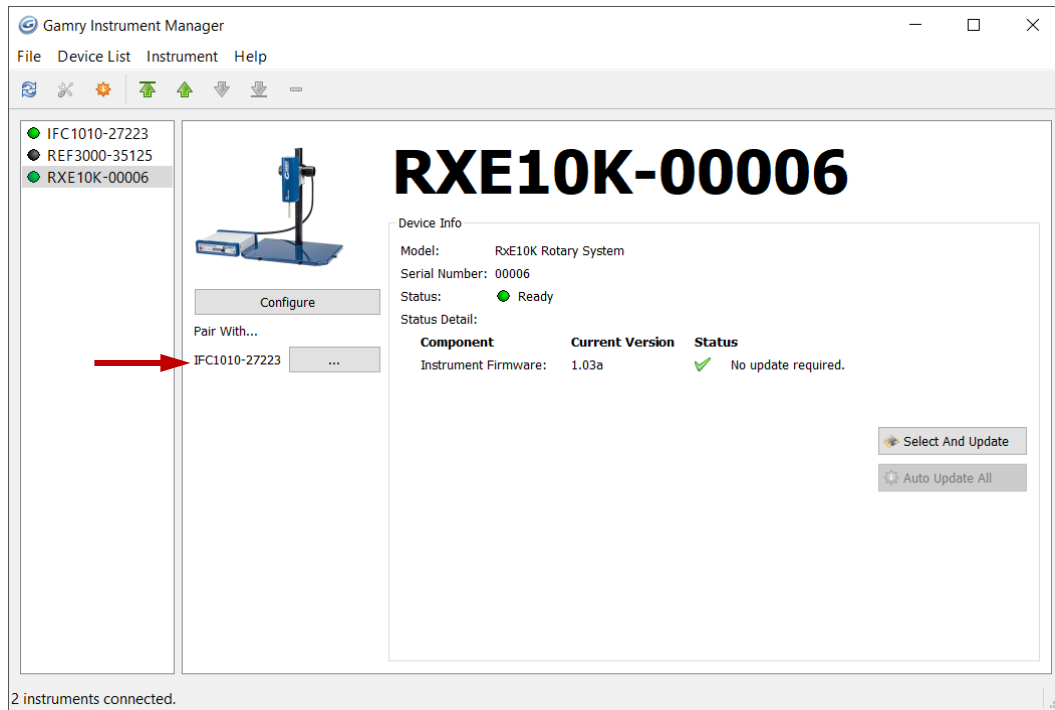 Gamry Instrument Manager
File Device List Instrument Help
IFC1010-27223
REF3000-35125
RXE10K-00006
Configure
Pair With...
IFC1010-27223 ...
RXE10K-00006
Device Info
Model: RxE10K Rotary System
Serial Number: 00006
Status: Ready
Status Detail:
Component Current Version Status
Instrument Firmware: 1.03a No update required.
Select And Update
Auto Update All
2 instruments connected.